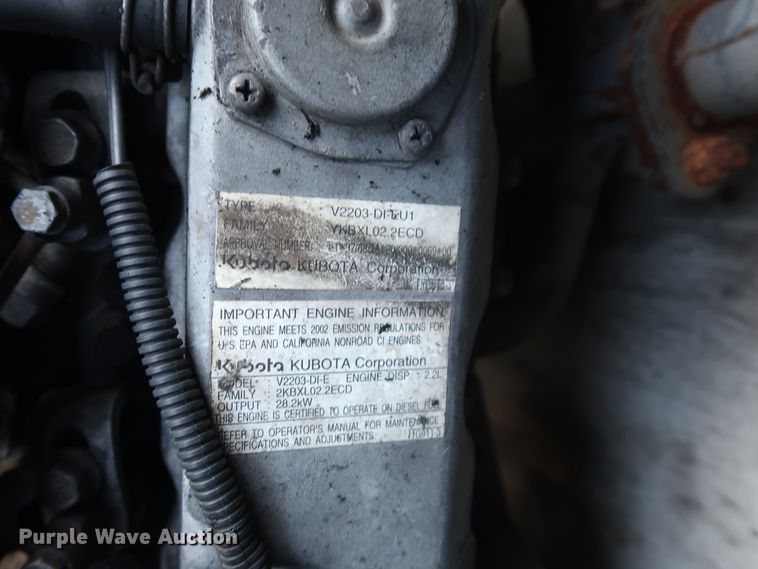 TYPE : V2203-DI-EU1
FAMILY : YKBXL02.2ECD
APPROVAL NUMBER :
Kubota KUBOTA Corporation
IMPORTANT ENGINE INFORMATION
THIS ENGINE MEETS 2002 EMISSION REGULATIONS FOR
U.S EPA AND CALIFORNIA NONROAD CI ENGINES.
Kubota KUBOTA Corporation
MODEL : V2203-DI-E ENGINE DISP. : 2.2L
FAMILY : 2KBXL02.2ECD
OUTPUT : 28.2kW
THIS ENGINE IS CERTIFIED TO OPERATE ON DIESEL FUEL
REFER TO OPERATOR'S MANUAL FOR MAINTENANCE
SPECIFICATIONS AND ADJUSTMENTS.
Purple Wave Auction